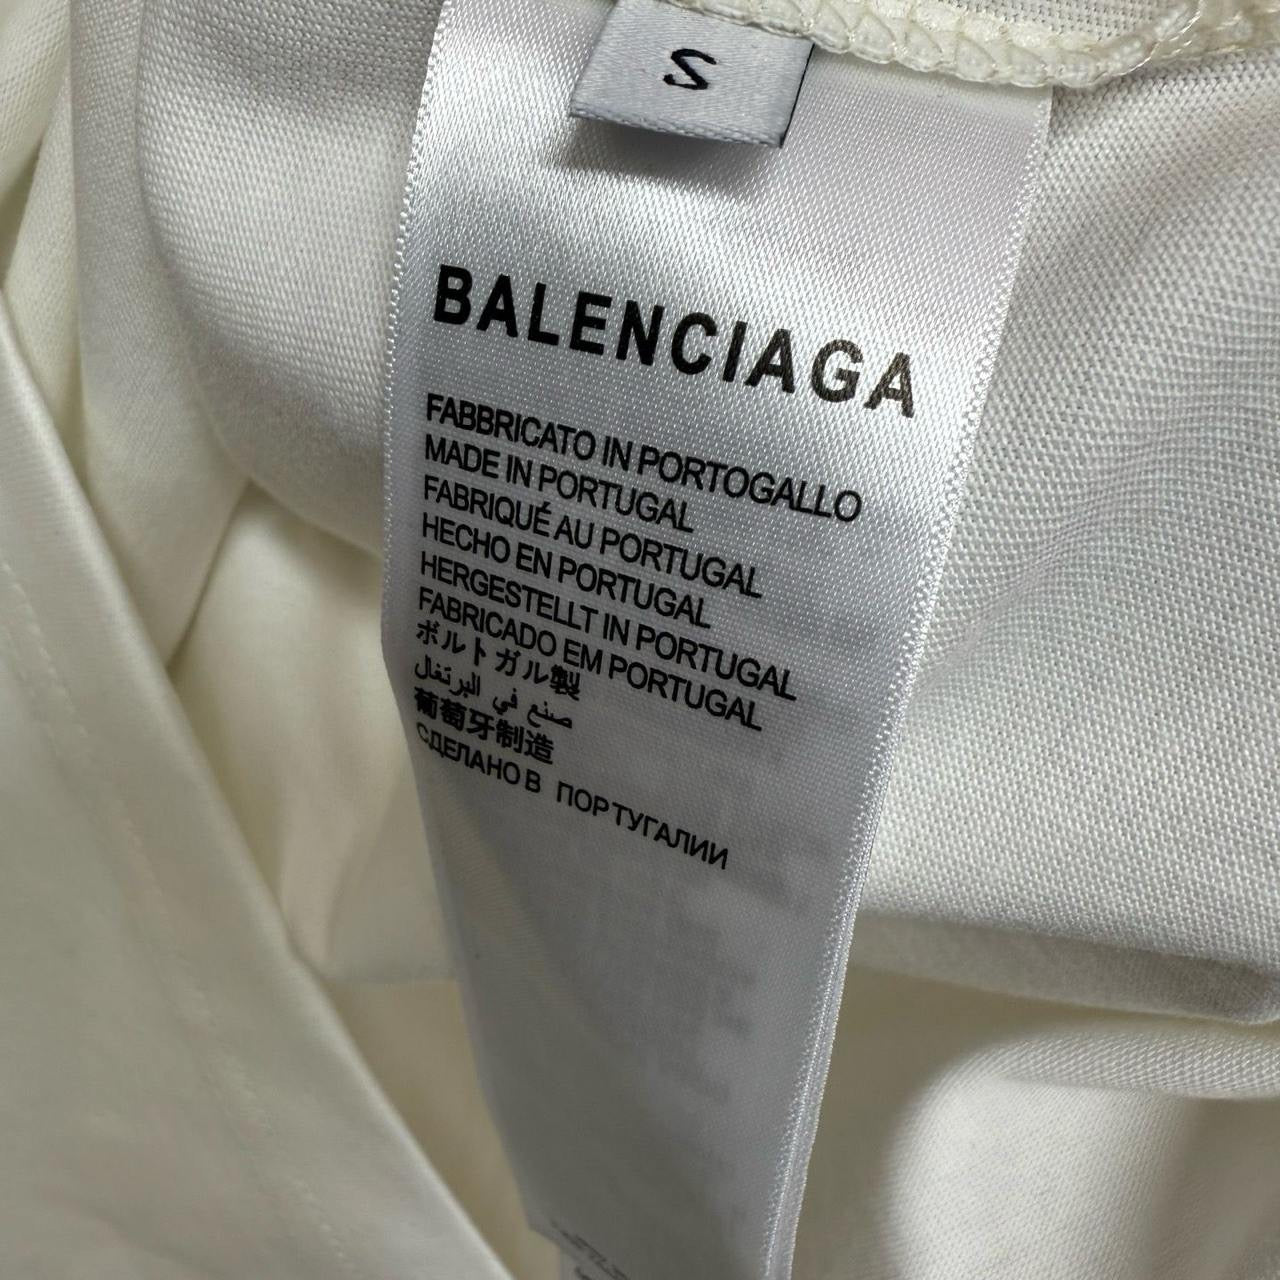 S
BALENCIAGA
FABBRICATO IN PORTOGALLO
MADE IN PORTUGAL
FABRIQUÉ AU PORTUGAL
HECHO EN PORTUGAL
HERGESTELLT IN PORTUGAL
FABRICADO EM PORTUGAL
ボルトガル製
صنع في البرتغال
葡萄牙制造
СДЕЛАНО В ПОРТУГАЛИИ